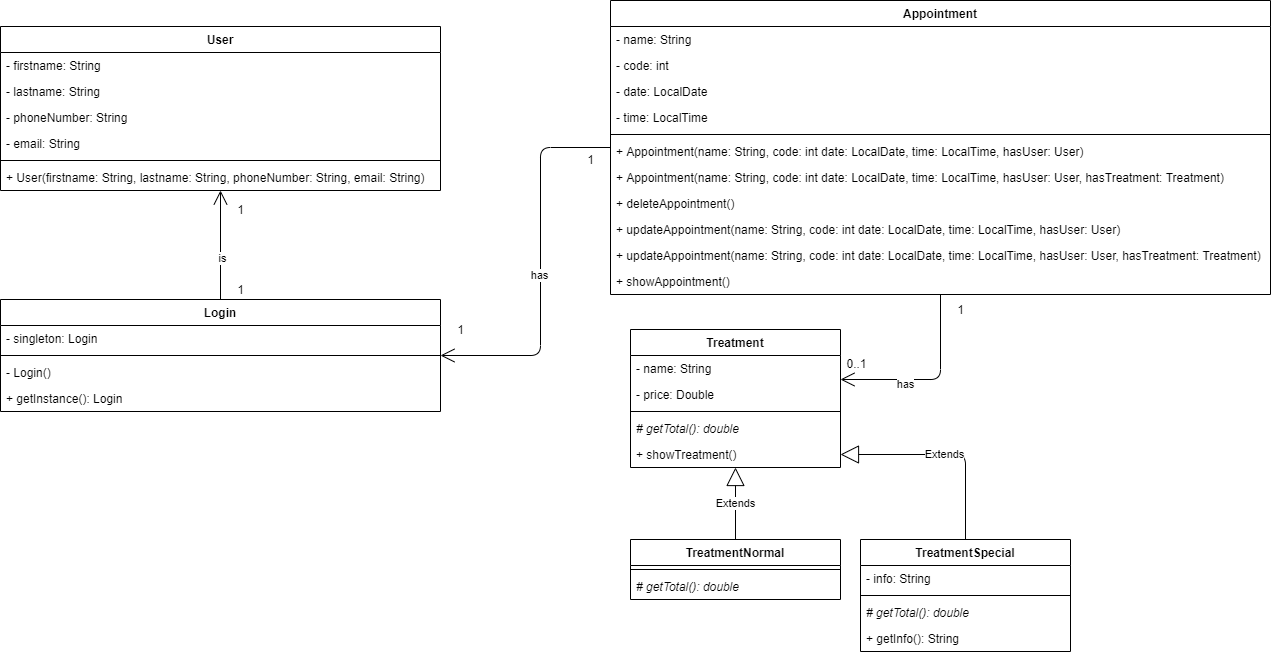 User
- firstname: String
- lastname: String
- phoneNumber: String
- email: String
+ User(firstname: String, lastname: String, phoneNumber: String, email: String)
1
is
1
Login
- singleton: Login
- Login()
+ getInstance(): Login
Appointment
- name: String
- code: int
- date: LocalDate
- time: LocalTime
+ Appointment(name: String, code: int date: LocalDate, time: LocalTime, hasUser: User)
+ Appointment(name: String, code: int date: LocalDate, time: LocalTime, hasUser: User, hasTreatment: Treatment)
+ deleteAppointment()
+ updateAppointment(name: String, code: int date: LocalDate, time: LocalTime, hasUser: User)
+ updateAppointment(name: String, code: int date: LocalDate, time: LocalTime, hasUser: User, hasTreatment: Treatment)
+ showAppointment()
1
has
1
1
0..1
has
Treatment
- name: String
- price: Double
# getTotal(): double
+ showTreatment()
Extends
Extends
TreatmentNormal
# getTotal(): double
TreatmentSpecial
- info: String
# getTotal(): double
+ getInfo(): String